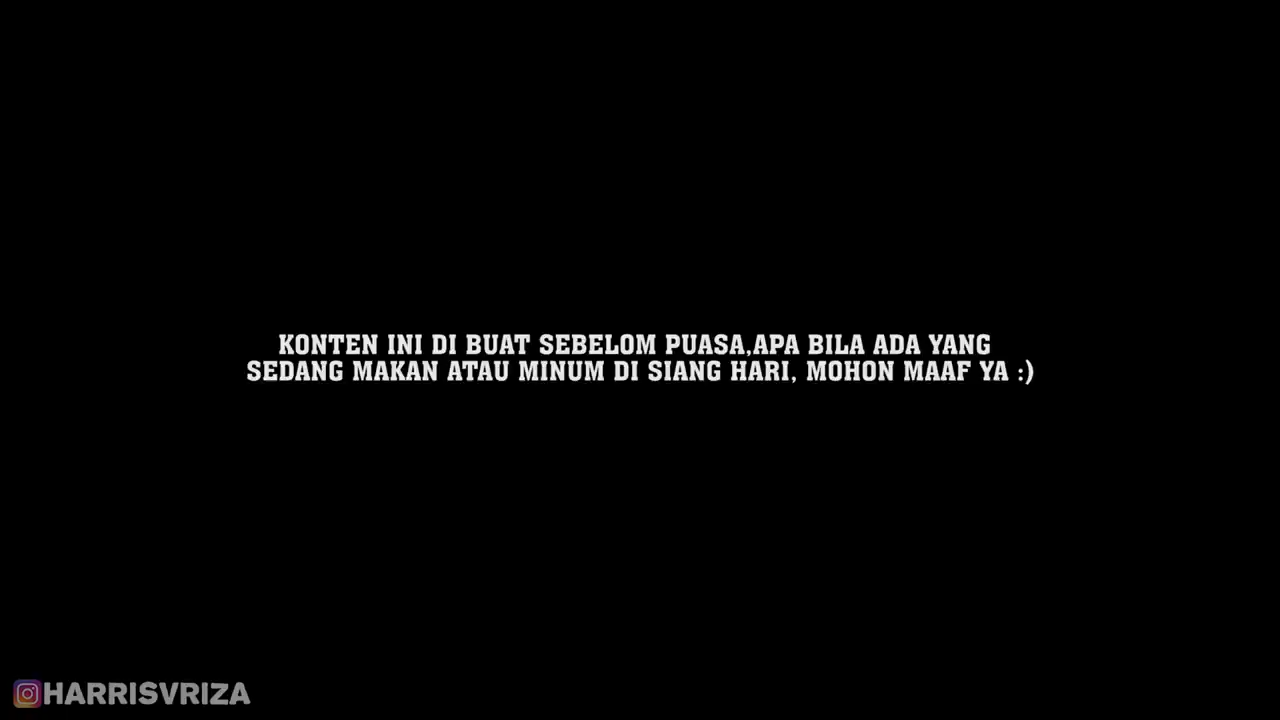 KONTEN INI DI BUAT SEBELOM PUASA,APA BILA ADA YANG
SEDANG MAKAN ATAU MINUM DI SIANG HARI, MOHON MAAF YA :)
HARRISVRIZA